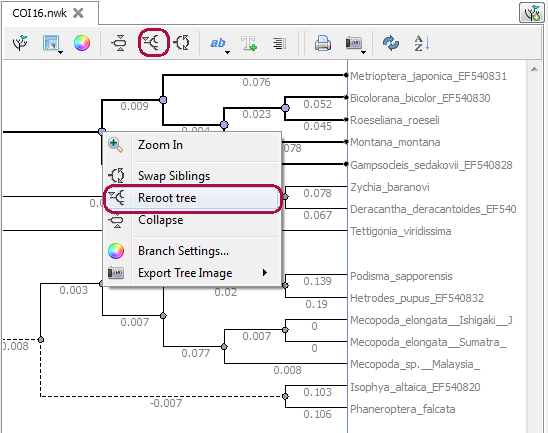 COI16.nwk
ab
A
Z
0.076
Metrioptera_japonica_EF540831
0.009
0.052
Bicolorana_bicolor_EF540830
0.023
0.004
0.045
Roeseliana_roeseli
Montana_montana
078
Gampsocleis_sedakovii_EF540828
Zoom In
Swap Siblings
Reroot tree
Collapse
Branch Settings...
Export Tree Image
0.078
Zychia_baranovi
0.067
Deracantha_deracantoides_EF540
Tettigonia_viridissima
0.139
Podisma_sapporensis
0.003
0.02
0.19
Hetrodes_pupus_EF540832
0.007
0.007
0
Mecopoda_elongata__Ishigaki__J
0
Mecopoda_elongata__Sumatra_
0.008
0.077
0.008
Mecopoda_sp.__Malaysia_
0.103
Isophya_altaica_EF540820
-0.007
0.106
Phaneroptera_falcata